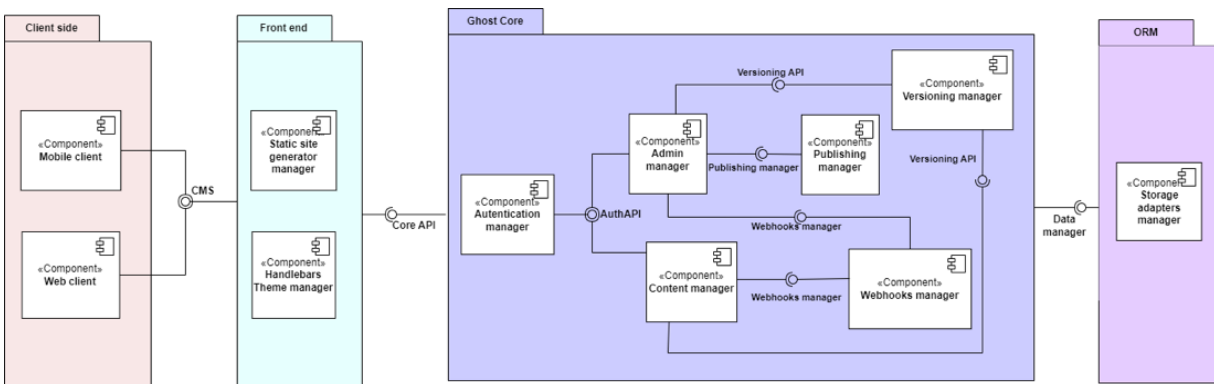 Client side
«Component»
Mobile client
«Component»
Web client
CMS
Front end
«Component»
Static site
generator
manager
«Component»
Handlebars
Theme manager
Core API
Ghost Core
«Component»
Autentication
manager
AuthAPI
«Component»
Admin
manager
Versioning API
«Component»
Versioning manager
Publishing manager
«Component»
Publishing
manager
Versioning API
Webhooks
manager
«Component»
Content manager
Webhooks
manager
«Component»
Webhooks manager
Data
manager
ORM
«Component»
Storage
adapters
manager